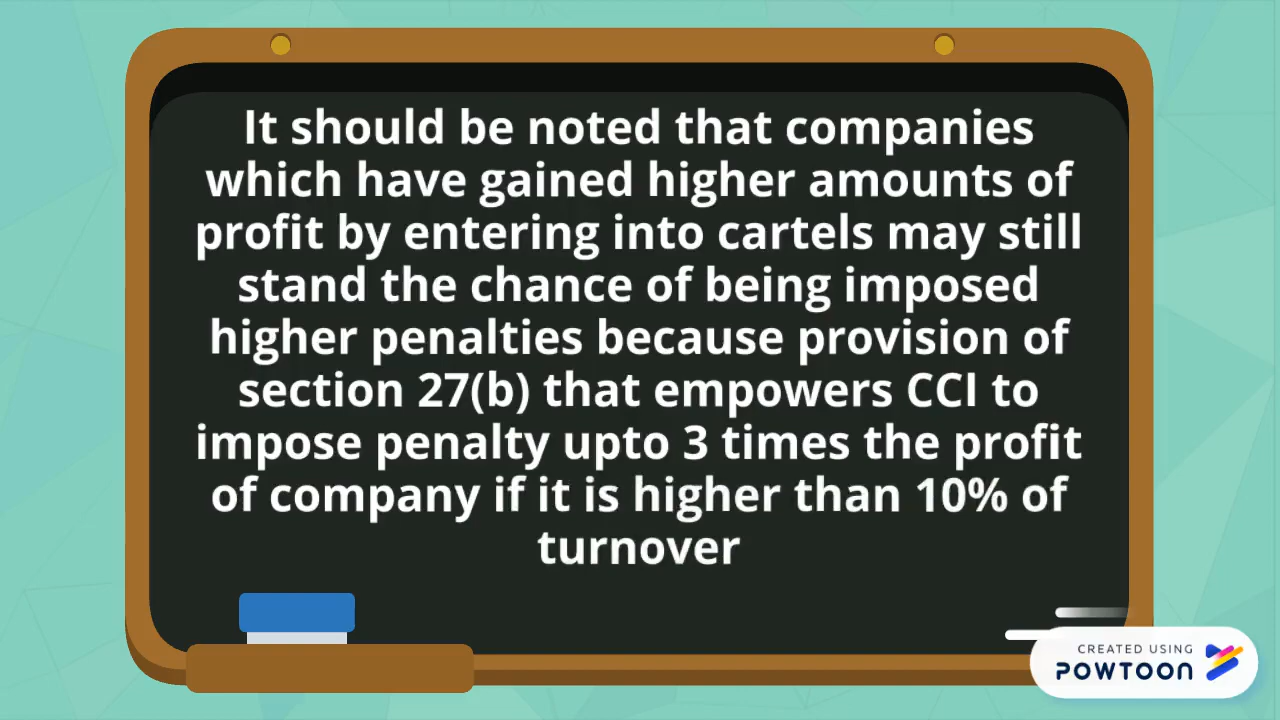 It should be noted that companies
which have gained higher amounts of
profit by entering into cartels may still
stand the chance of being imposed
higher penalties because provision of
section 27(b) that empowers CCI to
impose penalty upto 3 times the profit
of company if it is higher than 10% of
turnover
CREATED USING
POWTOON